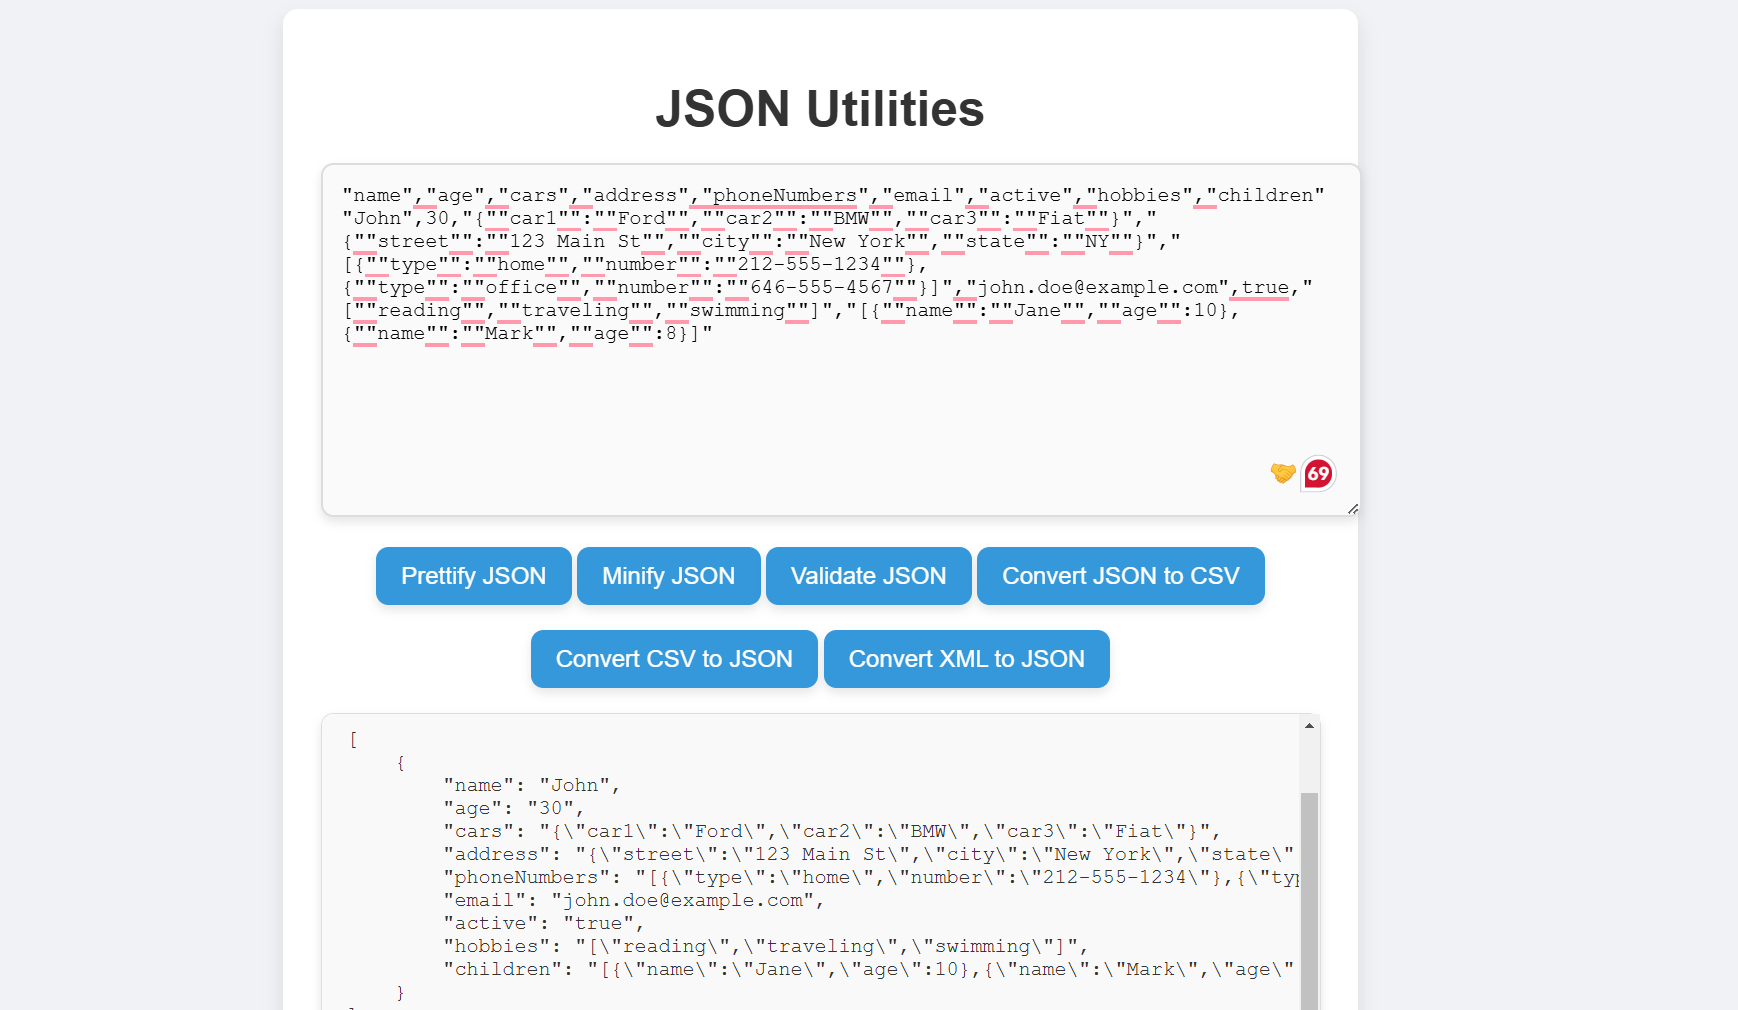 JSON Utilities
"name","age","cars","address","phoneNumbers","email","active","hobbies","children"
"John",30,"{""car1"":""Ford"",""car2"":""BMW"",""car3"":""Fiat""}","
{""street"":""123 Main St"",""city"":""New York"",""state"":""NY""}","
[{""type"":""home"",""number"":""212-555-1234""},
{""type"":""office"",""number"":""646-555-4567""}]","john.doe@example.com",true,"
[""reading"",""traveling"",""swimming""]","[{""name"":""Jane"",""age"":10},
{""name"":""Mark"",""age"":8}]"
69
Prettify JSON Minify JSON Validate JSON Convert JSON to CSV
Convert CSV to JSON Convert XML to JSON
[
    {
        "name": "John",
        "age": "30",
        "cars": "{\"car1\":\"Ford\",\"car2\":\"BMW\",\"car3\":\"Fiat\"}",
        "address": "{\"street\":\"123 Main St\",\"city\":\"New York\",\"state\"
        "phoneNumbers": "[{\"type\":\"home\",\"number\":\"212-555-1234\"},{\"typ
        "email": "john.doe@example.com",
        "active": "true",
        "hobbies": "[\"reading\",\"traveling\",\"swimming\"]",
        "children": "[{\"name\":\"Jane\",\"age\":10},{\"name\":\"Mark\",\"age\"
    }